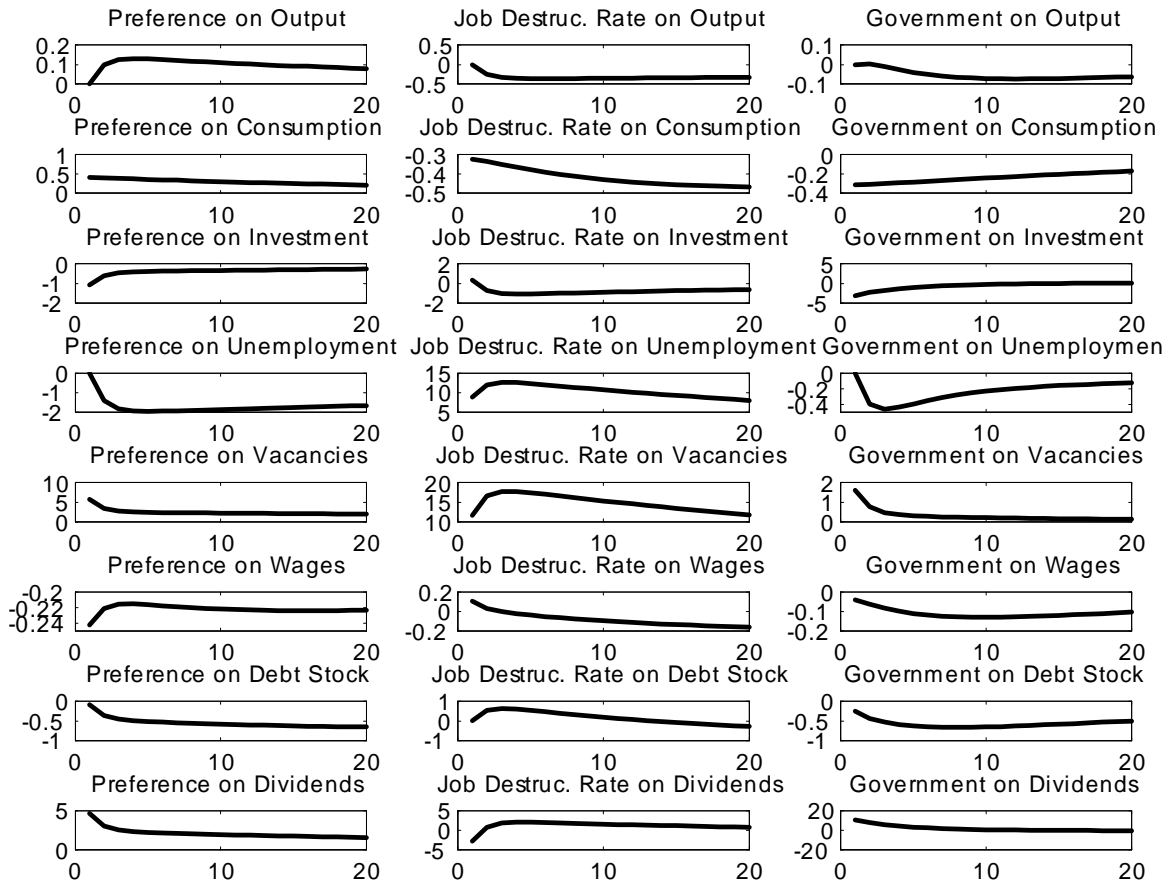 Preference on Output Job Destruc. Rate on Output Government on Output
0.2 0.5 0.1
0.1 0 0
0 -0.5 -0.1
0 10 20 0 10 20 0 10 20
Preference on Consumption Job Destruc. Rate on Consumption Government on Consumption
1 -0.3 0
0.5 -0.4 -0.2
0 -0.5 -0.4
0 10 20 0 10 20 0 10 20
Preference on Investment Job Destruc. Rate on Investment Government on Investment
0 2 5
-1 0 0
-2 -2 -5
0 10 20 0 10 20 0 10 20
Preference on Unemployment Job Destruc. Rate on Unemployment Governmen on Unemploymen
0 15 0
-1 10 -0.2
-2 5 -0.4
0 10 20 0 10 20 0 10 20
Preference on Vacancies Job Destruc. Rate on Vacancies Government on Vacancies
10 20 2
5 15 1
0 10 0
0 10 20 0 10 20 0 10 20
Preference on Wages Job Destruc. Rate on Wages Government on Wages
-0.2 0.2 0
-0.22 0 -0.1
-0.24 -0.2 -0.2
0 10 20 0 10 20 0 10 20
Preference on Debt Stock Job Destruc. Rate on Debt Stock Government on Debt Stock
0 1 0
-0.5 0 -0.5
-1 -1 -1
0 10 20 0 10 20 0 10 20
Preference on Dividends Job Destruc. Rate on Dividends Government on Dividends
5 5 20
0 0 0
-5 -20
0 10 20 0 10 20 0 10 20